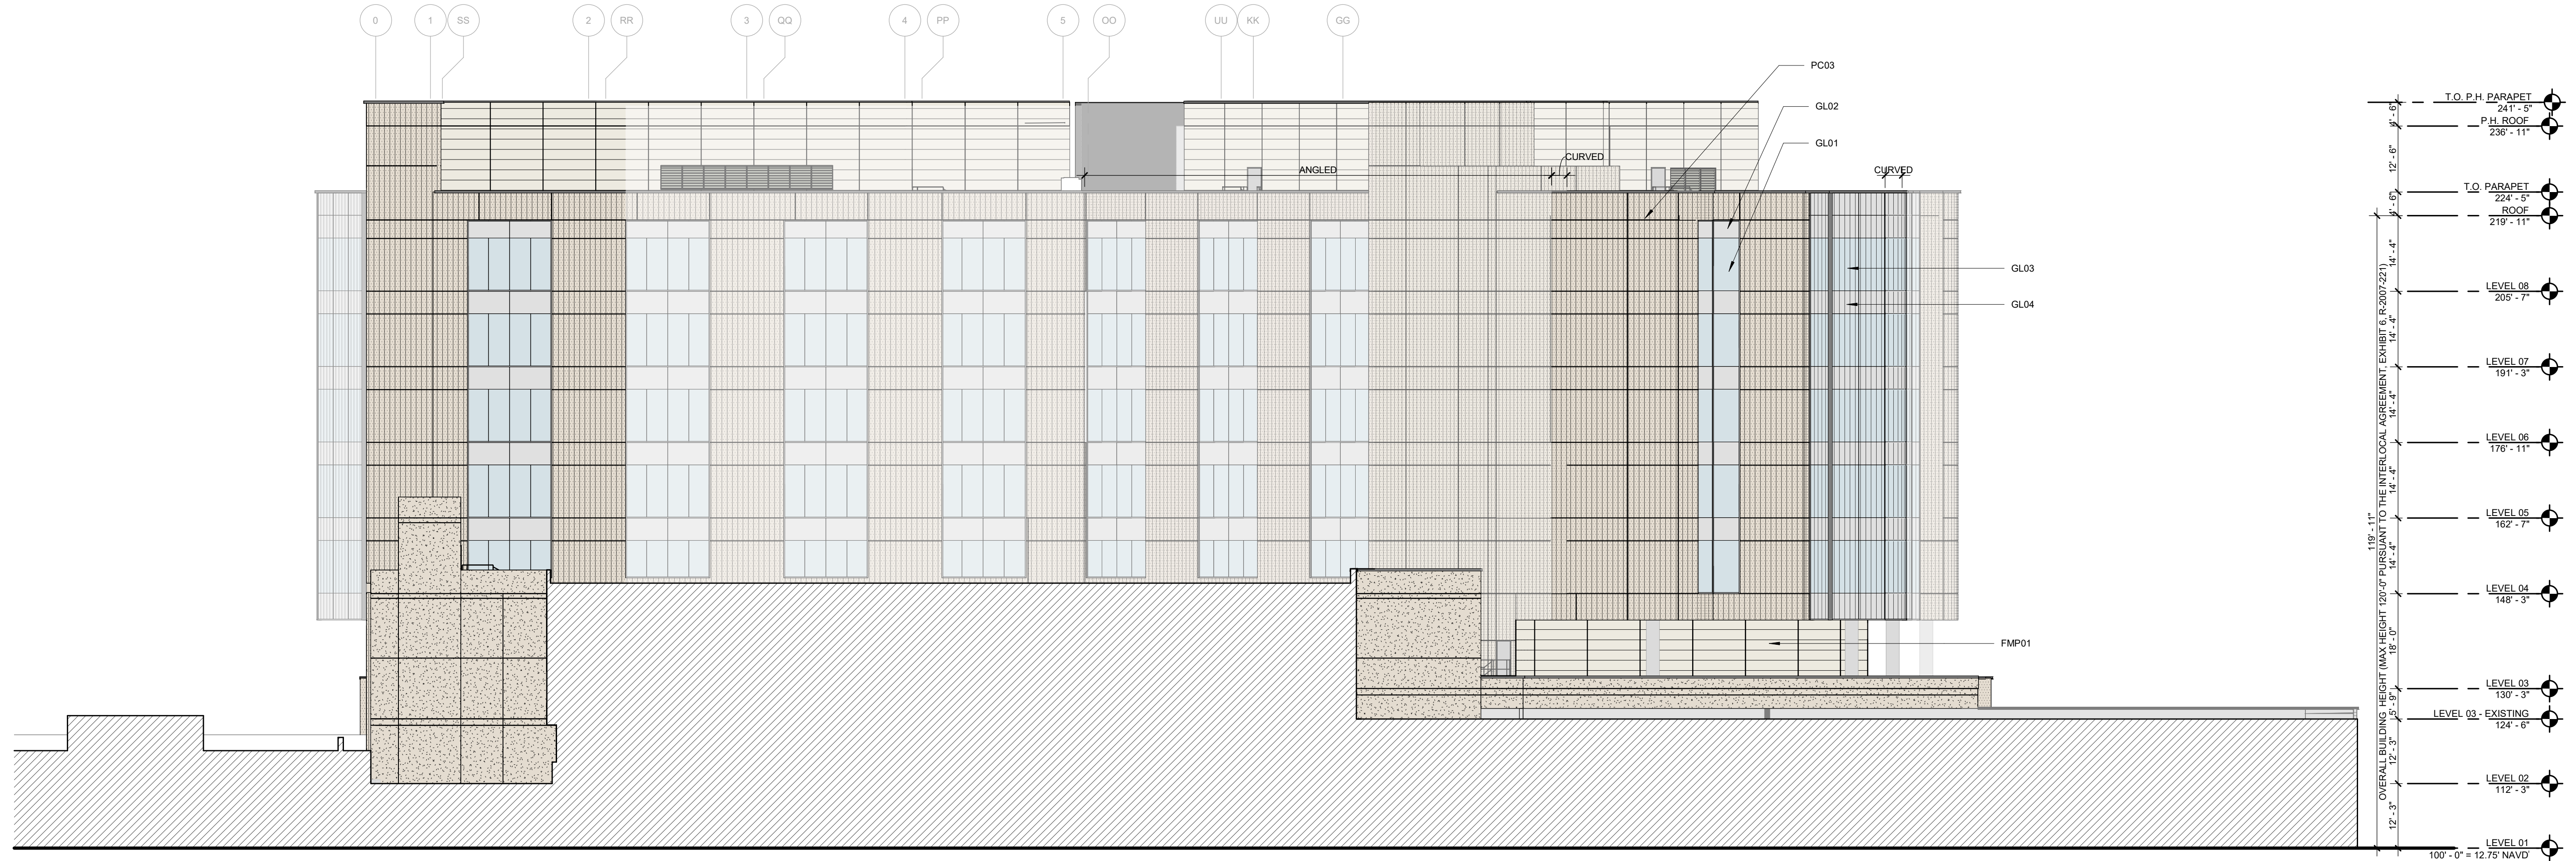 0 1 SS 2 RR 3 QQ 4 PP 5 OO UU KK GG
PC03
GL02
GL01
CURVED
ANGLED
CURVED
GL03
GL04
FMP01
T.O. P.H. PARAPET
241' - 5"
P.H. ROOF
236' - 11"
T.O. PARAPET
224' - 5"
ROOF
219' - 11"
LEVEL 08
205' - 7"
LEVEL 07
191' - 3"
LEVEL 06
176' - 11"
LEVEL 05
162' - 7"
LEVEL 04
148' - 3"
LEVEL 03
130' - 3"
LEVEL 03 - EXISTING
124' - 6"
LEVEL 02
112' - 3"
LEVEL 01
100' - 0" = 12.75' NAVD
4' - 6"
12' - 6"
4' - 6"
14' - 4"
14' - 4"
14' - 4"
14' - 4"
14' - 4"
18' - 0"
5' - 9"
12' - 3"
12' - 3"
119' - 11"
OVERALL BUILDING HEIGHT (MAX HEIGHT 120'-0" PURSUANT TO THE INTERLOCAL AGREEMENT, EXHIBIT 6, R-2007-221)